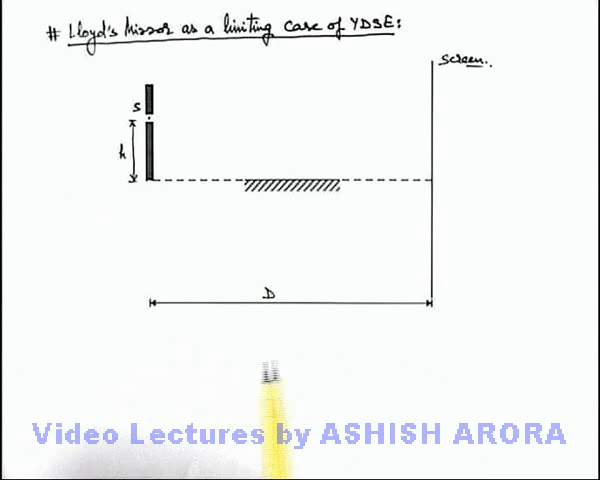 # Lloyd's Mirror as a limiting case of YDSE:
Screen.
S
h
D
Video Lectures by ASHISH ARORA